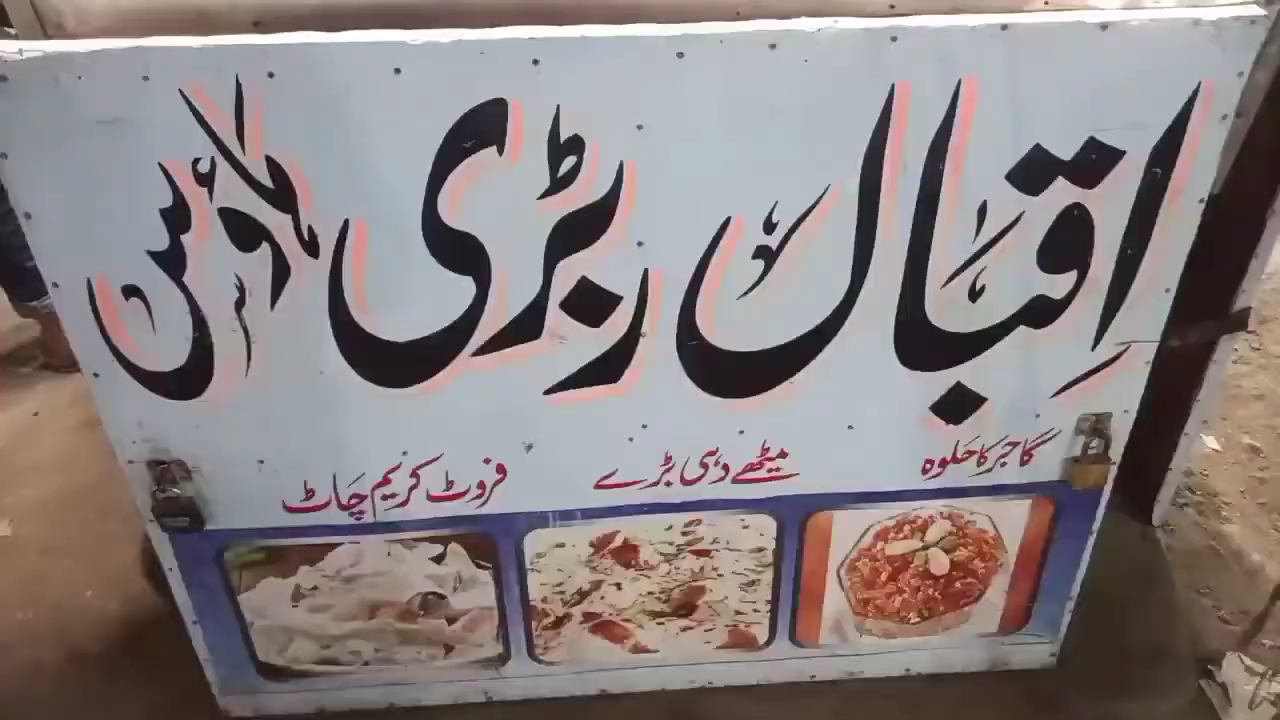 اقبال ربڑی ہاؤس
گاجر کا حلوہ
میٹھے دہی بڑے
فروٹ کریم چاٹ